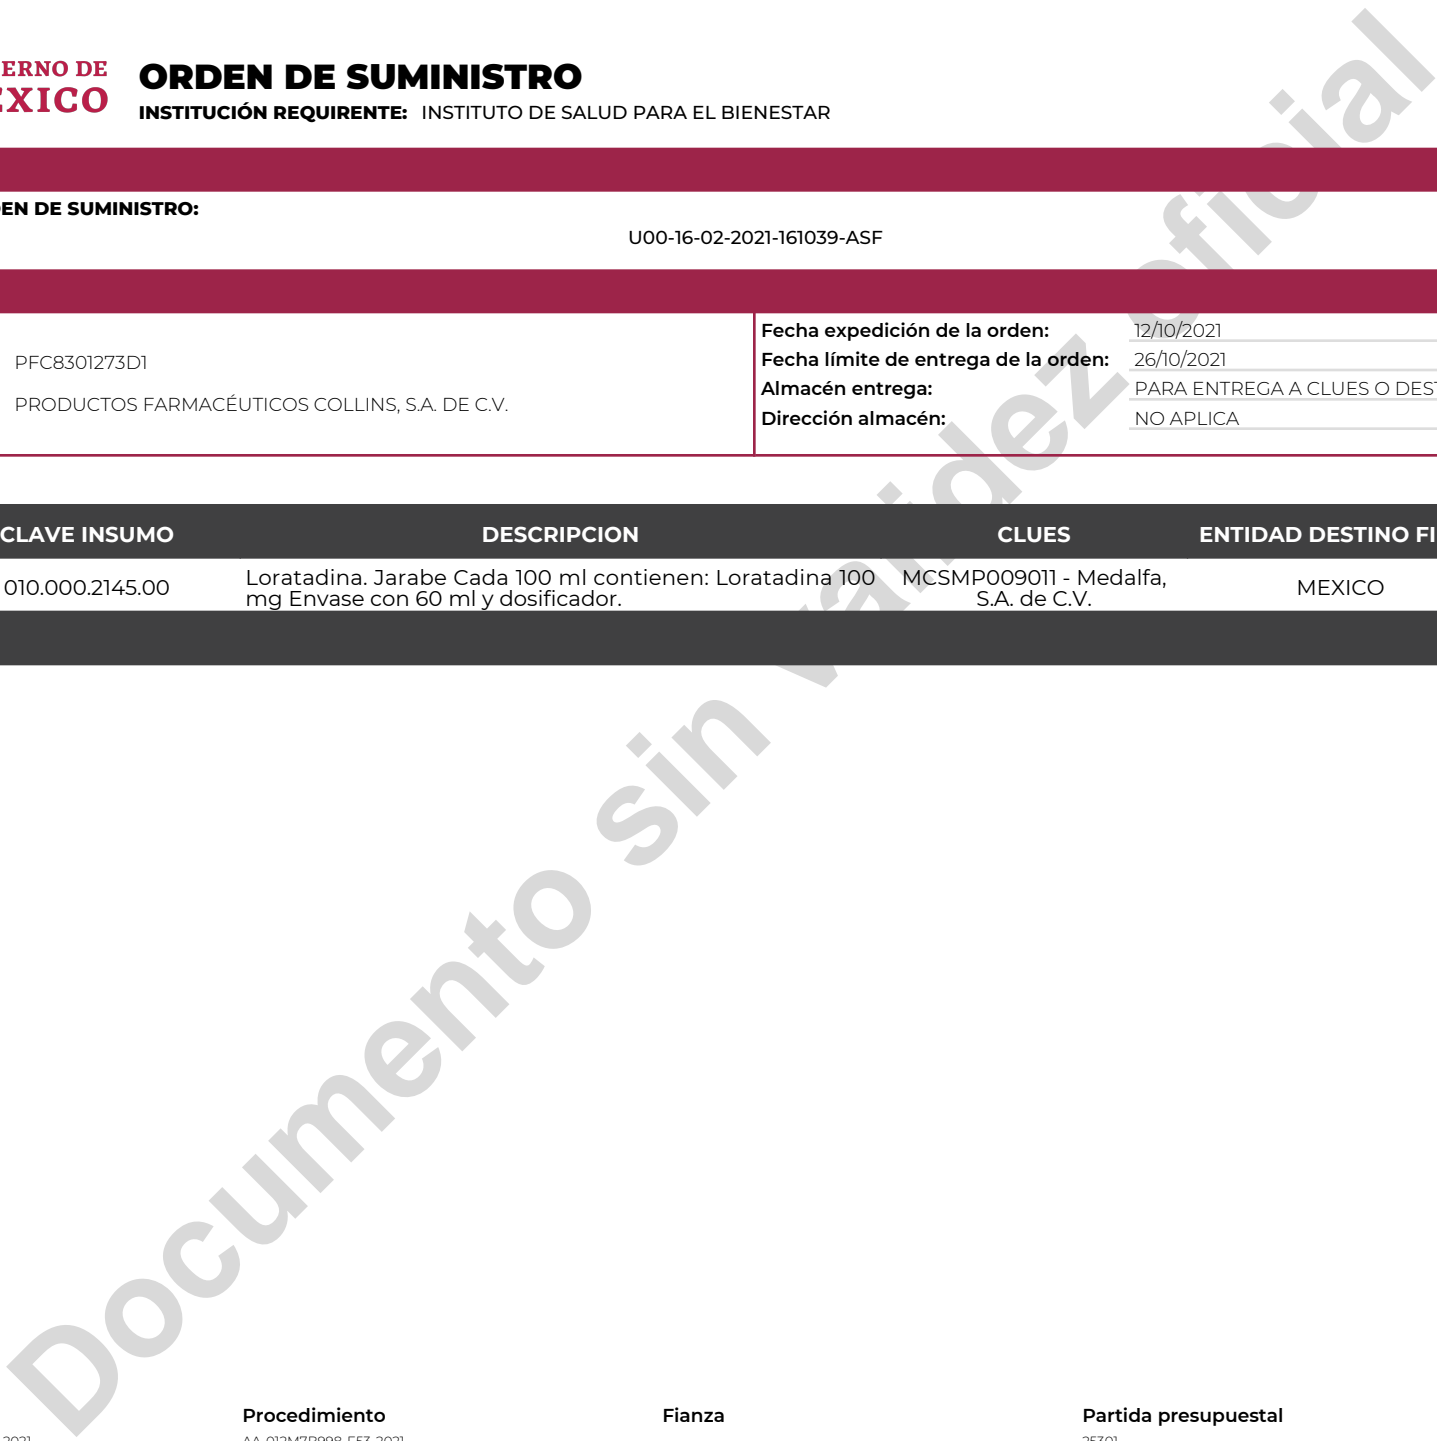 ERNO DE
EXICO
ORDEN DE SUMINISTRO
INSTITUCIÓN REQUIRENTE: INSTITUTO DE SALUD PARA EL BIENESTAR
EN DE SUMINISTRO:
U00-16-02-2021-161039-ASF
PFC8301273D1
PRODUCTOS FARMACÉUTICOS COLLINS, S.A. DE C.V.
Fecha expedición de la orden: 12/10/2021
Fecha límite de entrega de la orden: 26/10/2021
Almacén entrega: PARA ENTREGA A CLUES O DEST
Dirección almacén: NO APLICA
CLAVE INSUMO DESCRIPCION CLUES ENTIDAD DESTINO FI
010.000.2145.00
Loratadina. Jarabe Cada 100 ml contienen: Loratadina 100
mg Envase con 60 ml y dosificador.
MCSMP009011 - Medalfa,
S.A. de C.V.
MEXICO
Documento sin validez oficial
Procedimiento Fianza Partida presupuestal